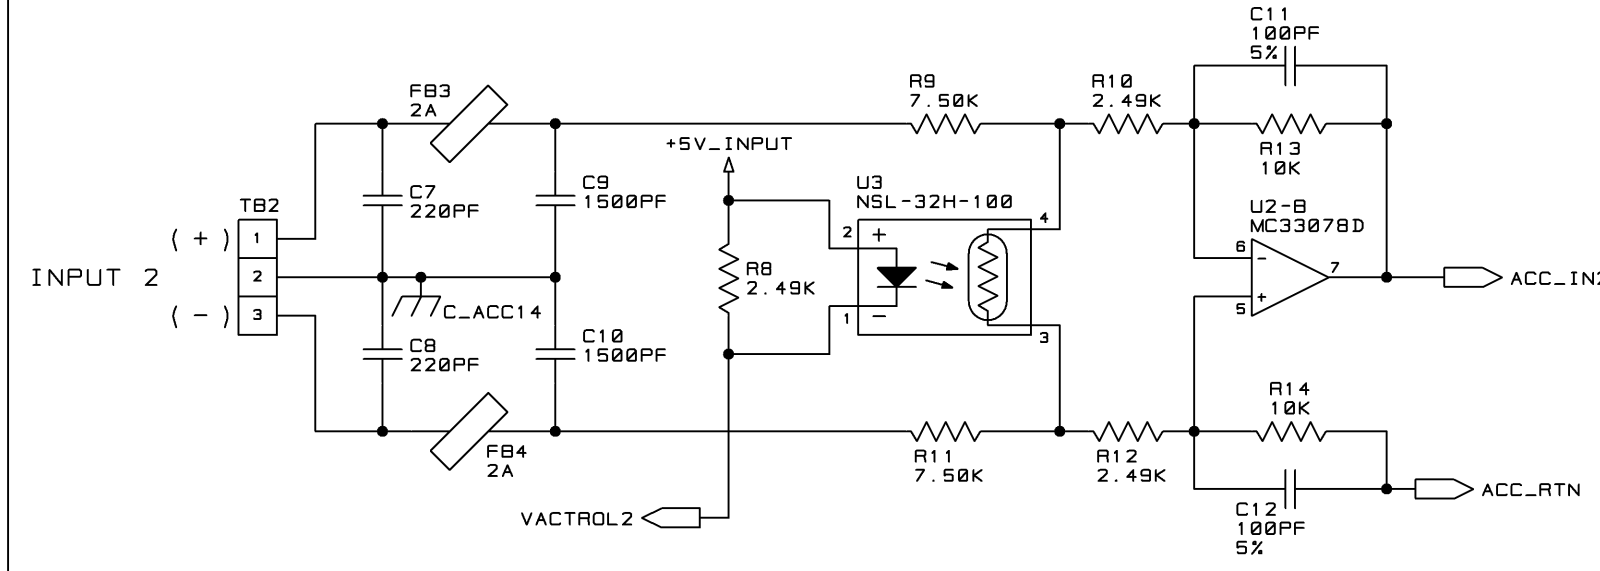 C11
100PF
5%
FB3
2A
R9
7.50K
R10
2.49K
+5V_INPUT
R13
10K
C7
220PF
C9
1500PF
U3
NSL-32H-100
TB2
U2-B
MC33078D
( + )
1
2
+
4
6
-
7
INPUT 2
2
R8
2.49K
ACC_IN2
( - )
3
C_ACC14
1
-
5
+
3
C8
220PF
C10
1500PF
R14
10K
FB4
2A
R11
7.50K
R12
2.49K
ACC_RTN
VACTROL2
C12
100PF
5%